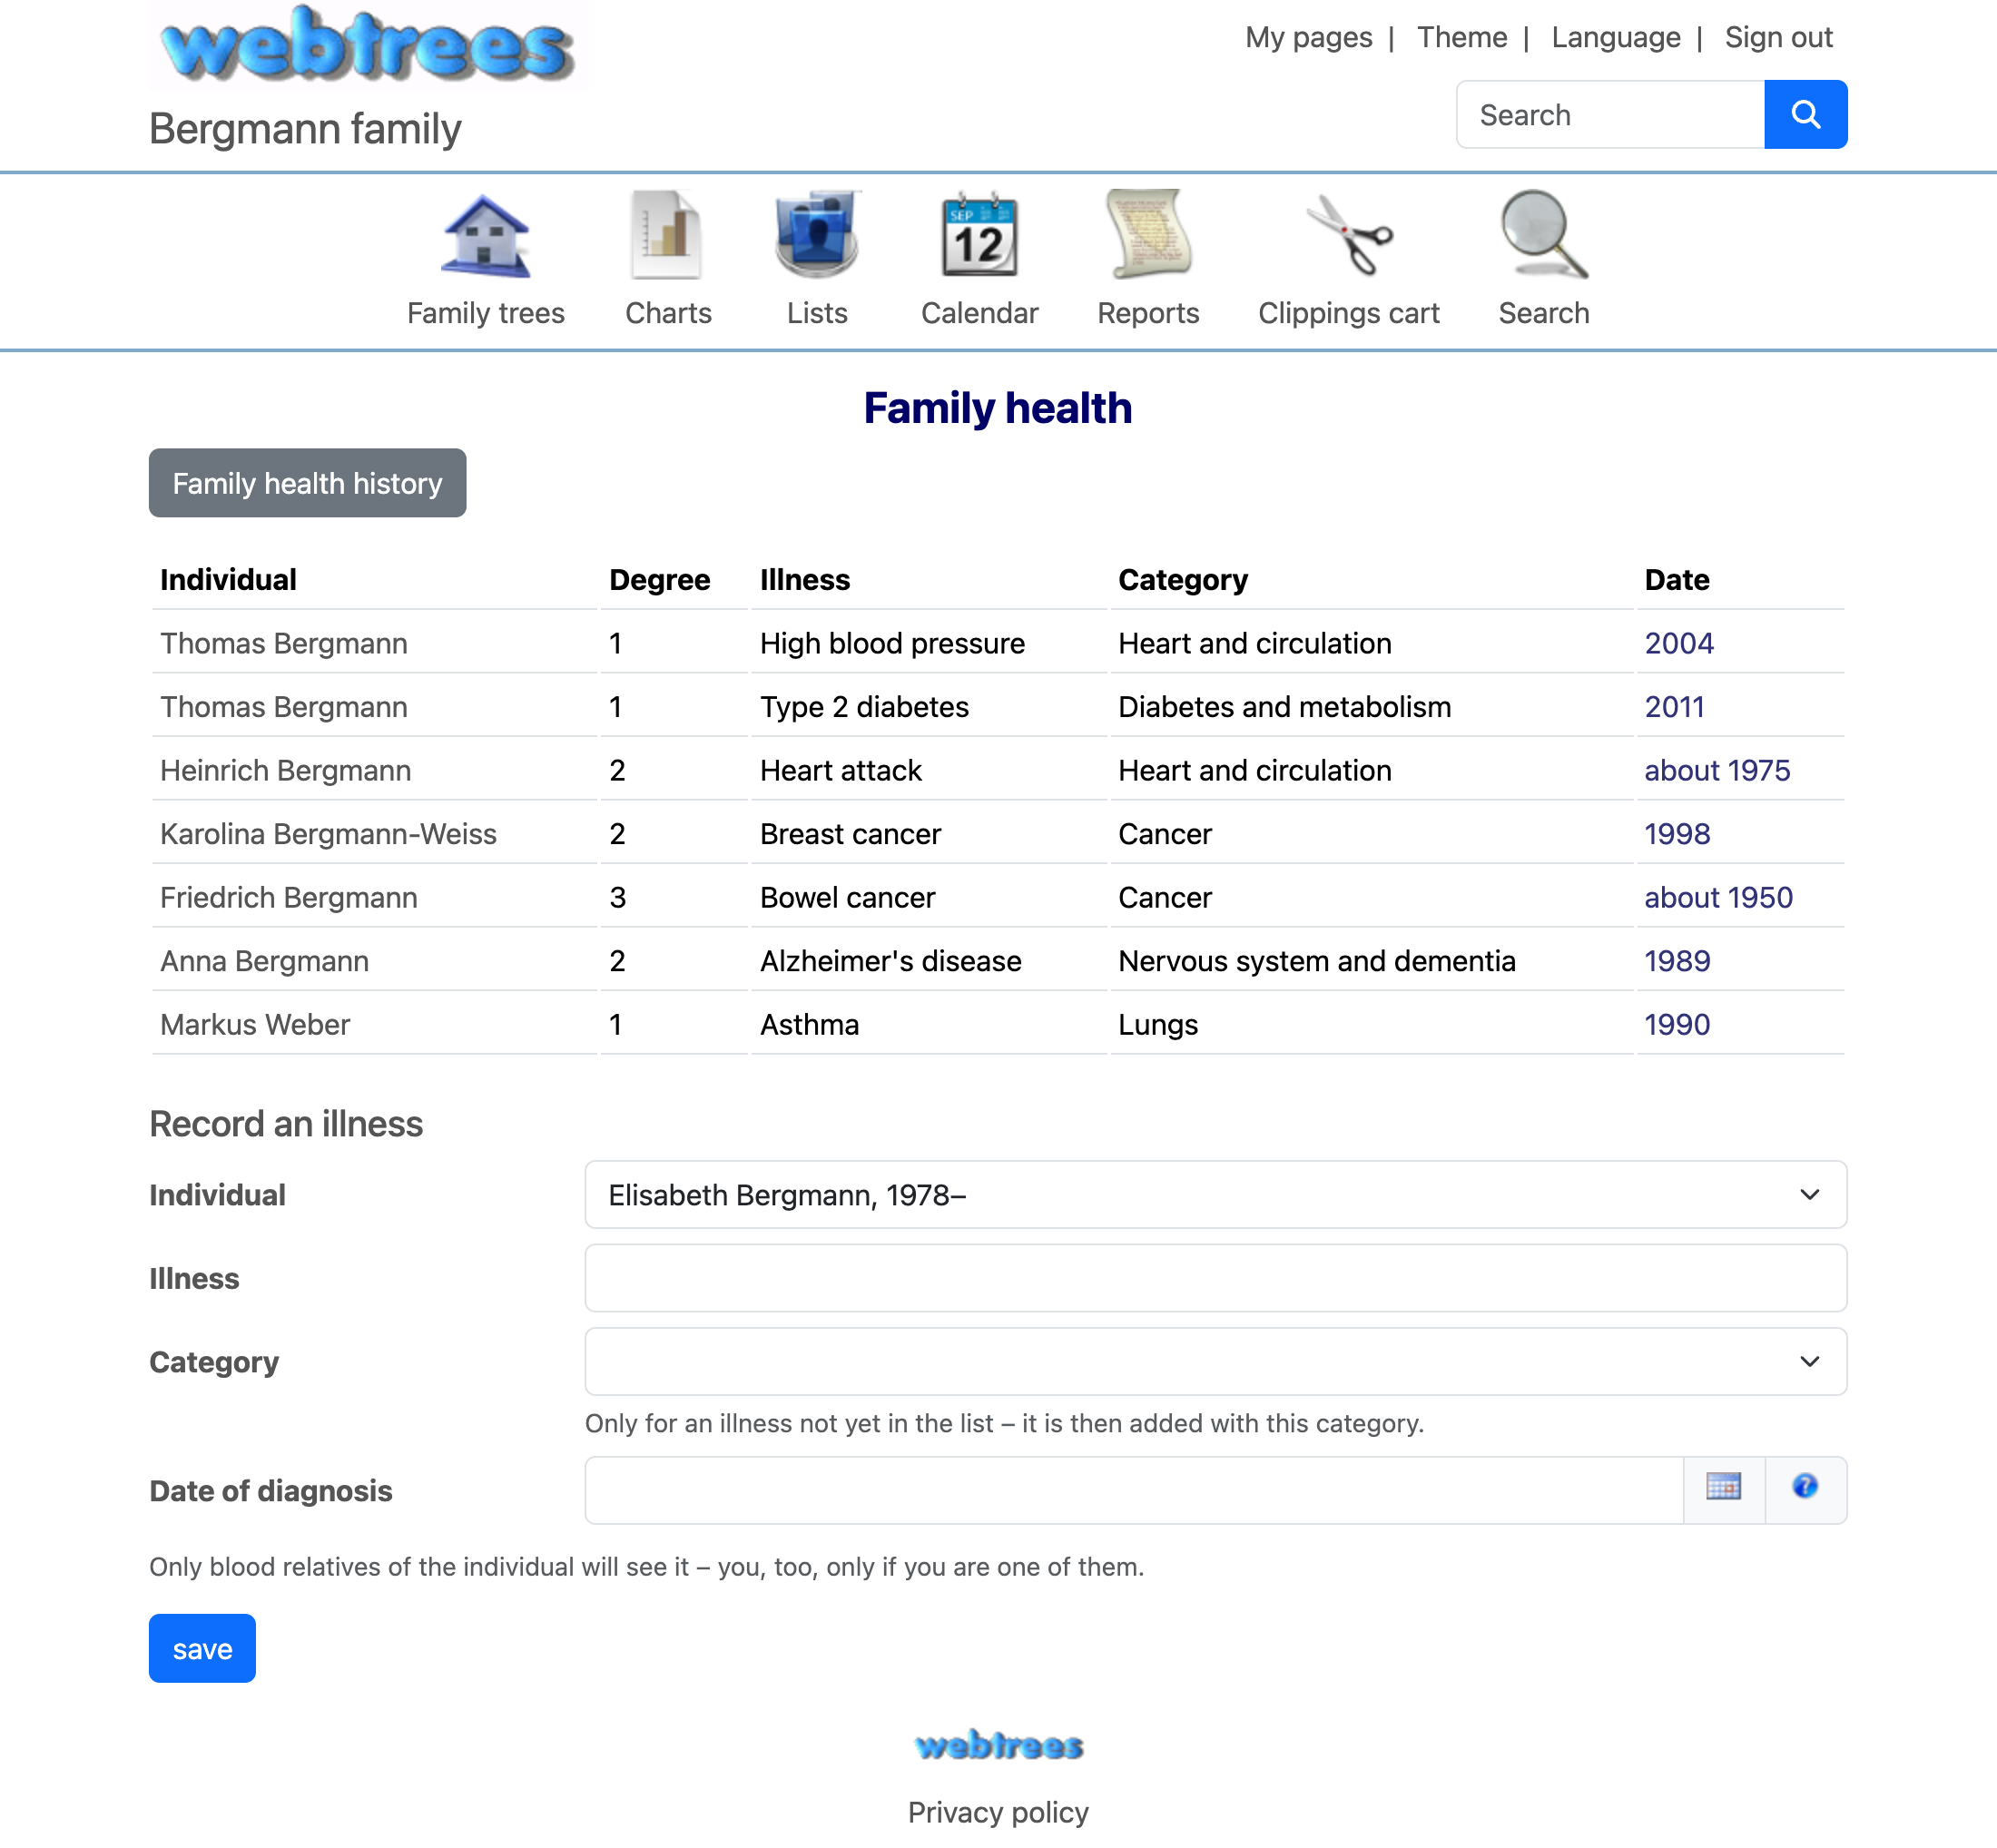 webtrees
My pages | Theme | Language | Sign out
Bergmann family
Search
SEP
12
Family trees Charts Lists Calendar Reports Clippings cart Search
Family health
Family health history
Individual Degree Illness Category Date
Thomas Bergmann 1 High blood pressure Heart and circulation 2004
Thomas Bergmann 1 Type 2 diabetes Diabetes and metabolism 2011
Heinrich Bergmann 2 Heart attack Heart and circulation about 1975
Karolina Bergmann-Weiss 2 Breast cancer Cancer 1998
Friedrich Bergmann 3 Bowel cancer Cancer about 1950
Anna Bergmann 2 Alzheimer's disease Nervous system and dementia 1989
Markus Weber 1 Asthma Lungs 1990
Record an illness
Individual Elisabeth Bergmann, 1978–
Illness
Category
Only for an illness not yet in the list – it is then added with this category.
Date of diagnosis ?
Only blood relatives of the individual will see it – you, too, only if you are one of them.
save
webtrees
Privacy policy